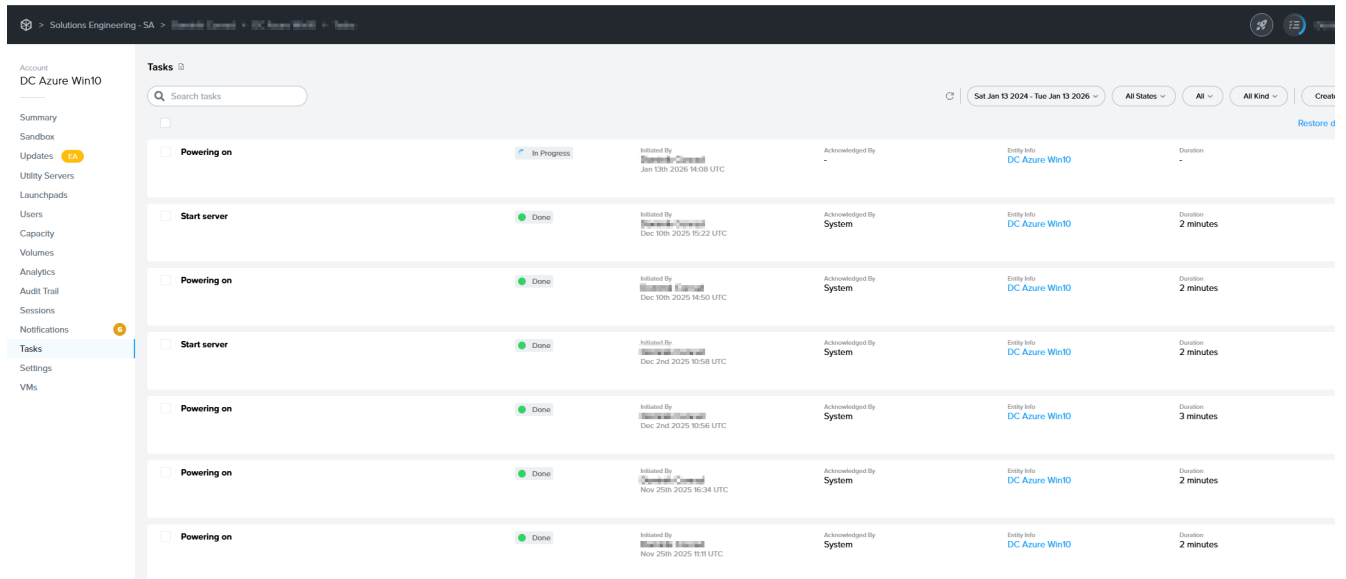 > Solutions Engineering - SA >
Account
DC Azure Win10
Summary
Sandbox
Updates EA
Utility Servers
Launchpads
Users
Capacity
Volumes
Analytics
Audit Trail
Sessions
Notifications 6
Tasks
Settings
VMs
Tasks
Search tasks
Sat Jan 13 2024 - Tue Jan 13 2026
All States
All
All Kind
Create
Restore d
Powering on
In Progress
Initiated By
Jan 13th 2026 14:08 UTC
Acknowledged By
-
Entity Info
DC Azure Win10
Duration
-
Start server
Done
Initiated By
Dec 10th 2025 15:22 UTC
Acknowledged By
System
Entity Info
DC Azure Win10
Duration
2 minutes
Powering on
Done
Initiated By
Dec 10th 2025 14:50 UTC
Acknowledged By
System
Entity Info
DC Azure Win10
Duration
2 minutes
Start server
Done
Initiated By
Dec 2nd 2025 10:58 UTC
Acknowledged By
System
Entity Info
DC Azure Win10
Duration
2 minutes
Powering on
Done
Initiated By
Dec 2nd 2025 10:56 UTC
Acknowledged By
System
Entity Info
DC Azure Win10
Duration
3 minutes
Powering on
Done
Initiated By
Nov 25th 2025 16:34 UTC
Acknowledged By
System
Entity Info
DC Azure Win10
Duration
2 minutes
Powering on
Done
Initiated By
Nov 25th 2025 11:11 UTC
Acknowledged By
System
Entity Info
DC Azure Win10
Duration
2 minutes